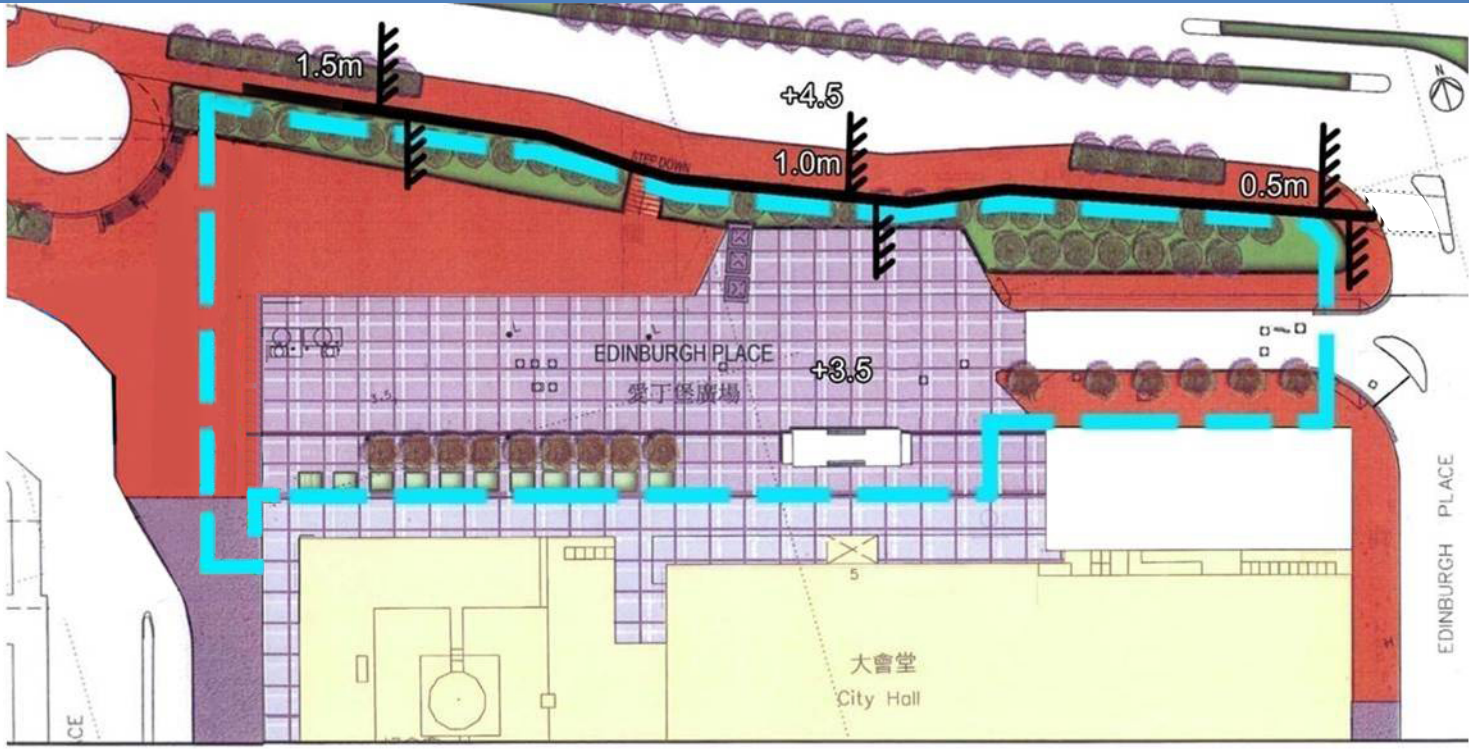 1.5m
+4.5
N
STEP DOWN
1.0m
0.5m
L
L
EDINBURGH PLACE
愛丁堡廣場
+3.5
3.5
EDINBURGH PLACE
5
大會堂
City Hall
H